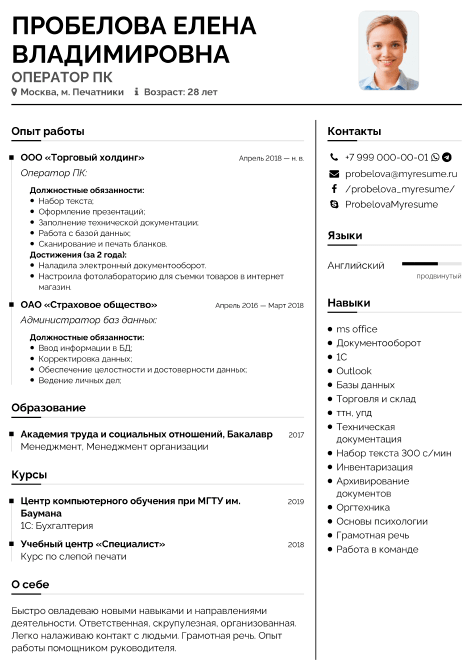 ПРОБЕЛОВА ЕЛЕНА
ВЛАДИМИРОВНА
ОПЕРАТОР ПК
Москва, м. Печатники Возраст: 28 лет
Опыт работы
ООО «Торговый холдинг» Апрель 2018 — н. в.
Оператор ПК:
Должностные обязанности:
Набор текста;
Оформление презентаций;
Заполнение технической документации;
Работа с базой данных;
Сканирование и печать бланков.
Достижения (за 2 года):
Наладила электронный документооборот.
Настроила фотолабораторию для съемки товаров в интернет
магазин.
ОАО «Страховое общество» Апрель 2016 — Март 2018
Администратор баз данных:
Должностные обязанности:
Ввод информации в БД;
Корректировка данных;
Обеспечение целостности и достоверности данных;
Ведение личных дел;
Образование
Академия труда и социальных отношений, Бакалавр 2017
Менеджмент, Менеджмент организации
Курсы
Центр компьютерного обучения при МГТУ им. 2019
Баумана
1С: Бухгалтерия
Учебный центр «Специалист» 2018
Курс по слепой печати
О себе
Быстро овладеваю новыми навыками и направлениями
деятельности. Ответственная, скрупулезная, организованная.
Легко налаживаю контакт с людьми. Грамотная речь. Опыт
работы помощником руководителя.
Контакты
+7 999 000-00-01
probelova@myresume.ru
/probelova_myresume/
ProbelovaMyresume
Языки
Английский
продвинутый
Навыки
ms office
Документооборот
1С
Outlook
Базы данных
Торговля и склад
ттн, упд
Техническая
документация
Набор текста 300 с/мин
Инвентаризация
Архивирование
документов
Оргтехника
Основы психологии
Грамотная речь
Работа в команде